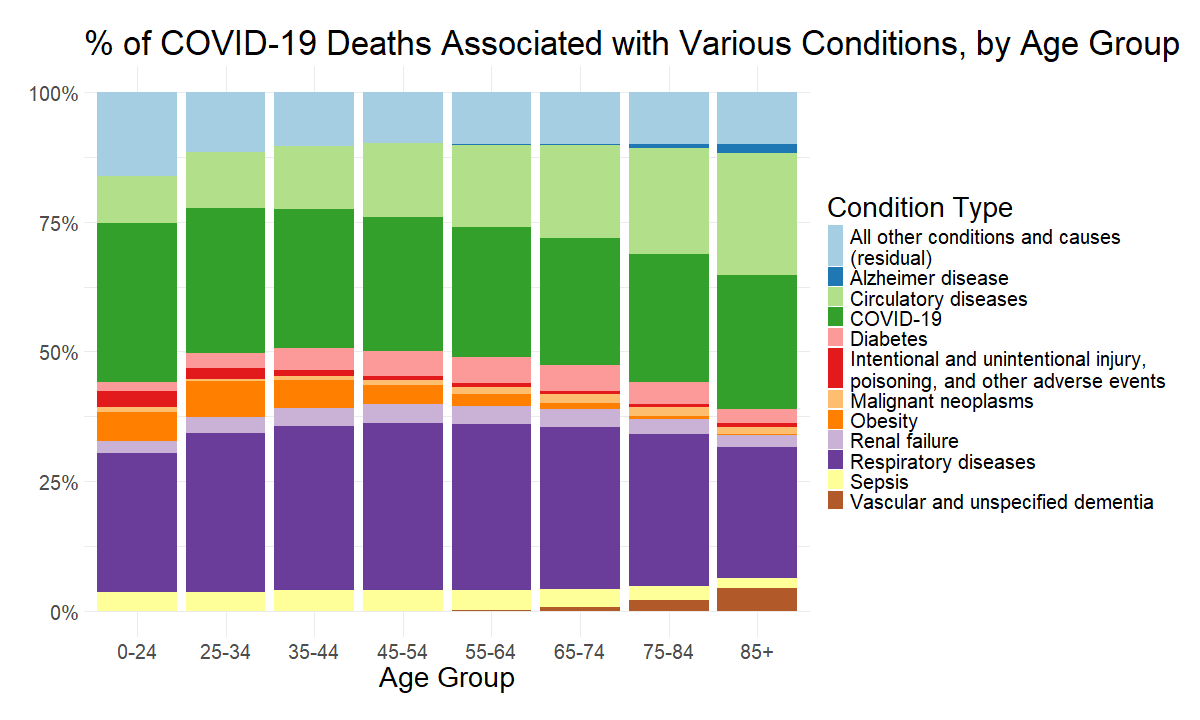 % of COVID-19 Deaths Associated with Various Conditions, by Age Group
100%
75%
50%
25%
0%
0-24 25-34 35-44 45-54 55-64 65-74 75-84 85+
Age Group
Condition Type
All other conditions and causes
(residual)
Alzheimer disease
Circulatory diseases
COVID-19
Diabetes
Intentional and unintentional injury,
poisoning, and other adverse events
Malignant neoplasms
Obesity
Renal failure
Respiratory diseases
Sepsis
Vascular and unspecified dementia